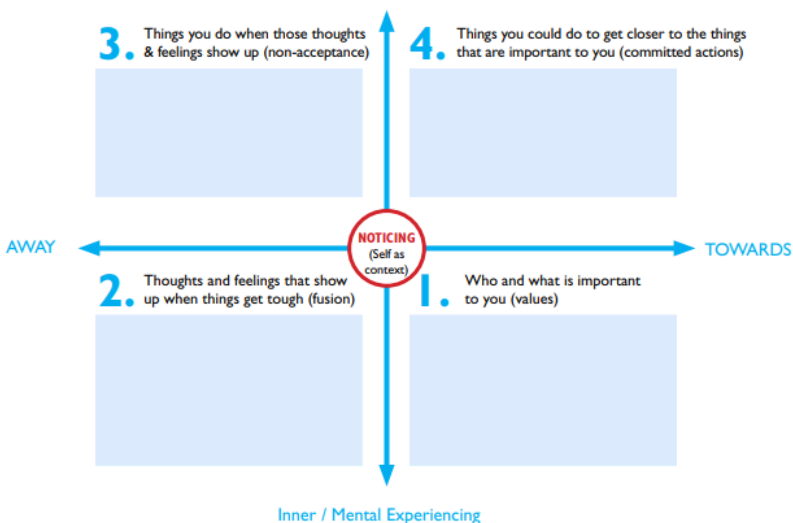 3. Things you do when those thoughts
& feelings show up (non-acceptance)
4. Things you could do to get closer to the things
that are important to you (committed actions)
AWAY
NOTICING
(Self as
context)
TOWARDS
2. Thoughts and feelings that show
up when things get tough (fusion)
1. Who and what is important
to you (values)
Inner / Mental Experiencing